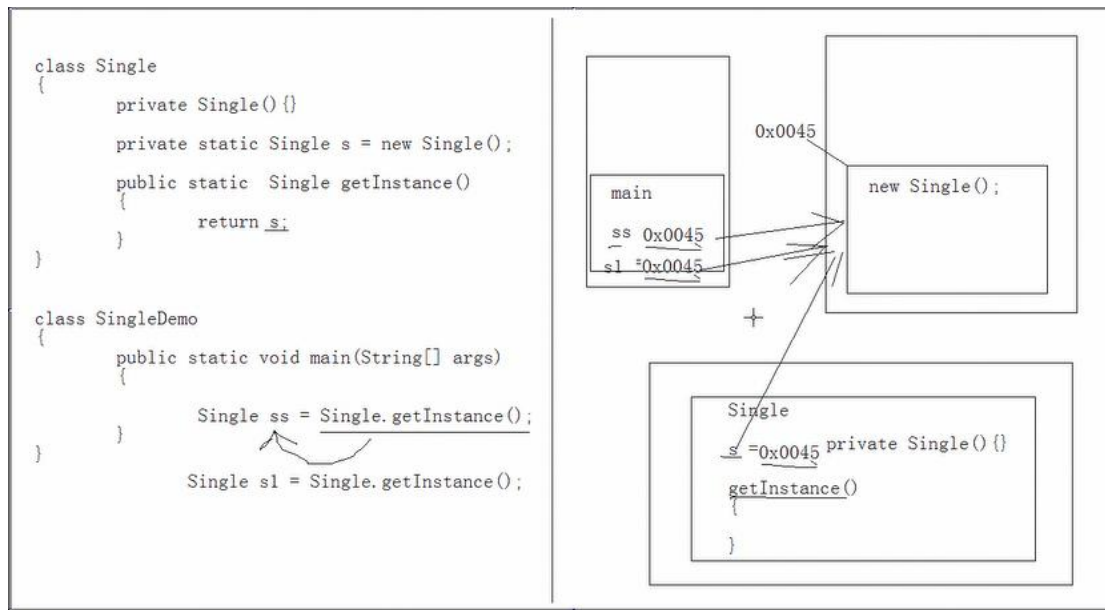 class Single
{
private Single(){}
private static Single s = new Single();
public static  Single getInstance()
{
return s;
}
}
class SingleDemo
{
public static void main(String[] args)
{
Single ss = Single.getInstance();
}
}
Single s1 = Single.getInstance();
main
ss 0x0045
s1 =0x0045
0x0045
new Single();
Single
s =0x0045 private Single(){}
getInstance()
{
}